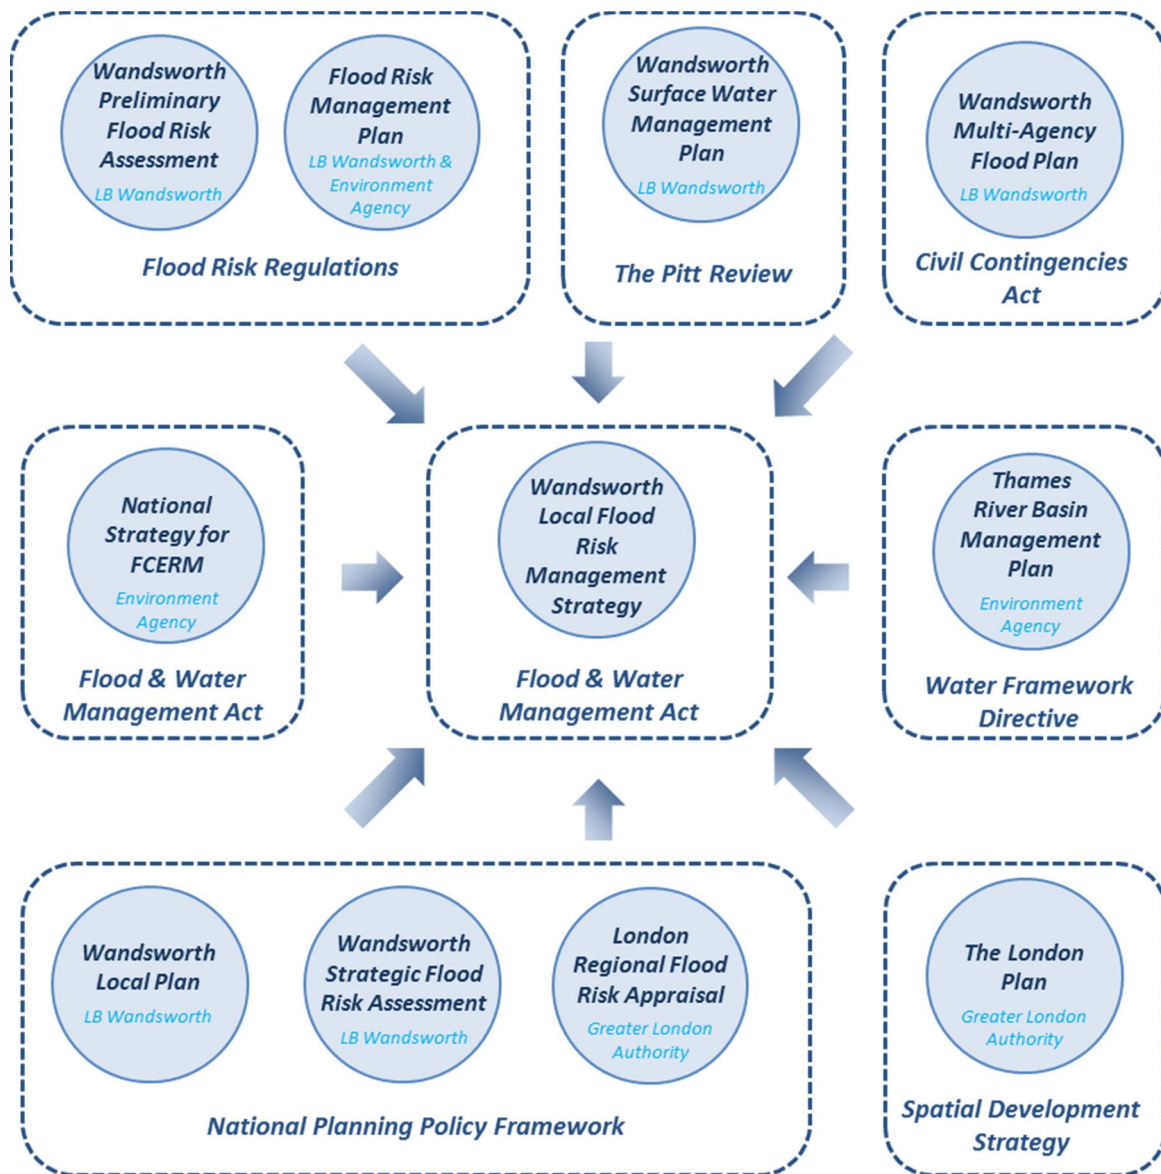 Wandsworth
Preliminary
Flood Risk
Assessment
LB Wandsworth
Flood Risk
Management
Plan
LB Wandsworth &
Environment
Agency
Flood Risk Regulations
Wandsworth
Surface Water
Management
Plan
LB Wandsworth
The Pitt Review
Wandsworth
Multi-Agency
Flood Plan
LB Wandsworth
Civil Contingencies
Act
National
Strategy for
FCERM
Environment
Agency
Flood & Water
Management Act
Wandsworth
Local Flood
Risk
Management
Strategy
Flood & Water
Management Act
Thames
River Basin
Management
Plan
Environment
Agency
Water Framework
Directive
Wandsworth
Local Plan
LB Wandsworth
Wandsworth
Strategic Flood
Risk Assessment
LB Wandsworth
London
Regional Flood
Risk Appraisal
Greater London
Authority
National Planning Policy Framework
The London
Plan
Greater London
Authority
Spatial Development
Strategy